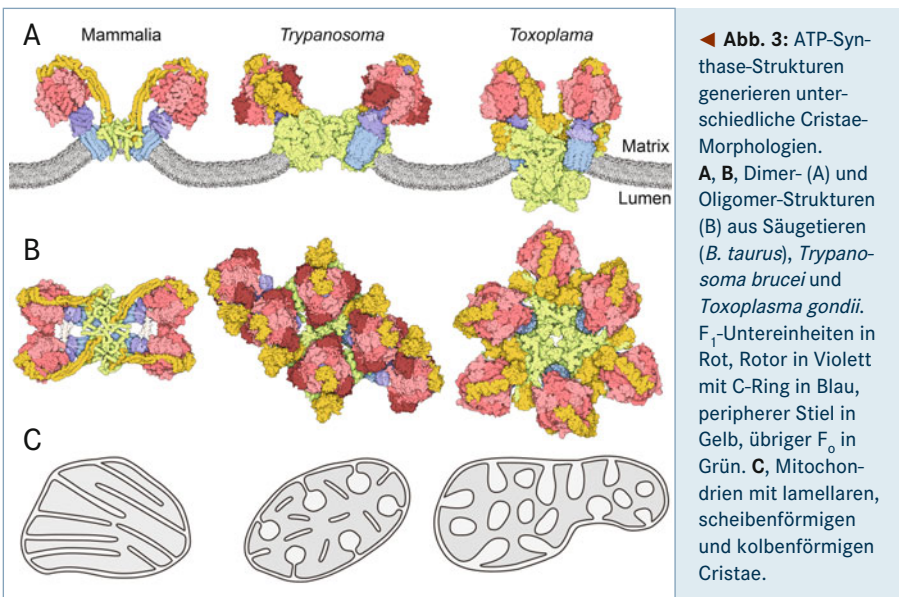 A
Mammalia
Trypanosoma
Toxoplama
Matrix
Lumen
B
C
◄ Abb. 3: ATP-Syn-
thase-Strukturen
generieren unter-
schiedliche Cristae-
Morphologien.
A, B, Dimer- (A) und
Oligomer-Strukturen
(B) aus Säugetieren
(B. taurus), Trypano-
soma brucei und
Toxoplasma gondii.
F₁-Untereinheiten in
Rot, Rotor in Violett
mit C-Ring in Blau,
peripherer Stiel in
Gelb, übriger Fₒ in
Grün. C, Mitochon-
drien mit lamellaren,
scheibenförmigen
und kolbenförmigen
Cristae.